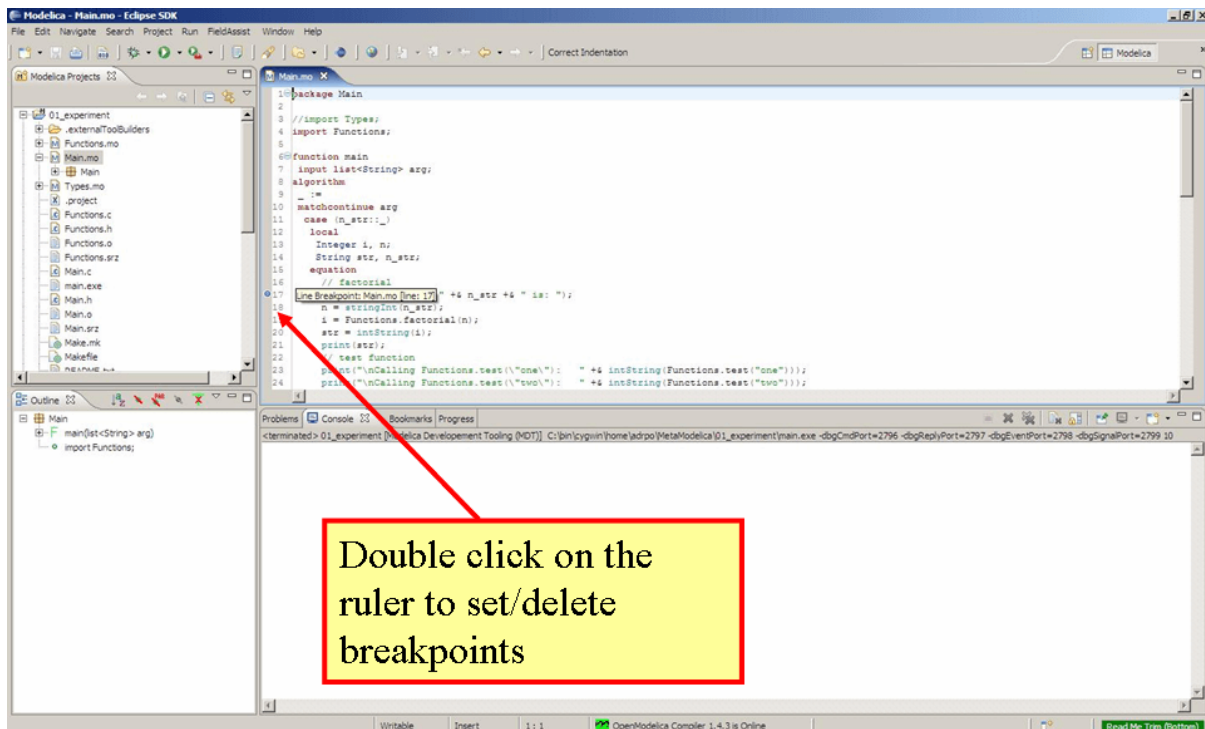 Modelica - Main.mo - Eclipse SDK
File Edit Navigate Search Project Run FieldAssist Window Help
Correct Indentation
Modelica
Modelica Projects
01_experiment
.externalToolBuilders
Functions.mo
Main.mo
Main
Types.mo
.project
Functions.c
Functions.h
Functions.o
Functions.srz
Main.c
main.exe
Main.h
Main.o
Main.srz
Make.mk
Makefile
README.txt
Main.mo
1 package Main
2
3 //import Types;
4 import Functions;
5
6 function main
7 input list<String> arg;
8 algorithm
9 _ :=
10 matchcontinue arg
11 case (n_str::_)
12 local
13 Integer i, n;
14 String str, n_str;
15 equation
16 // factorial
17 Line Breakpoint: Main.mo [line: 17] " +& n_str +& " is: ");
18 n = stringInt(n_str);
i = Functions.factorial(n);
20 str = intString(i);
21 print(str);
22 // test function
23 print("\nCalling Functions.test(\"one\"): " +& intString(Functions.test("one")));
24 print("\nCalling Functions.test(\"two\"): " +& intString(Functions.test("two")));
Outline
Main
main(list<String> arg)
import Functions;
Problems Console Bookmarks Progress
<terminated> 01_experiment [Modelica Developement Tooling (MDT)] C:\bin\cygwin\home\adrpo\MetaModelica\01_experiment\main.exe -dbgCmdPort=2796 -dbgReplyPort=2797 -dbgEventPort=2798 -dbgSignalPort=2799 10
Double click on the
ruler to set/delete
breakpoints
Writable Insert 1 : 1 OpenModelica Compiler 1.4.3 is Online Read Me Trim (Bottom)